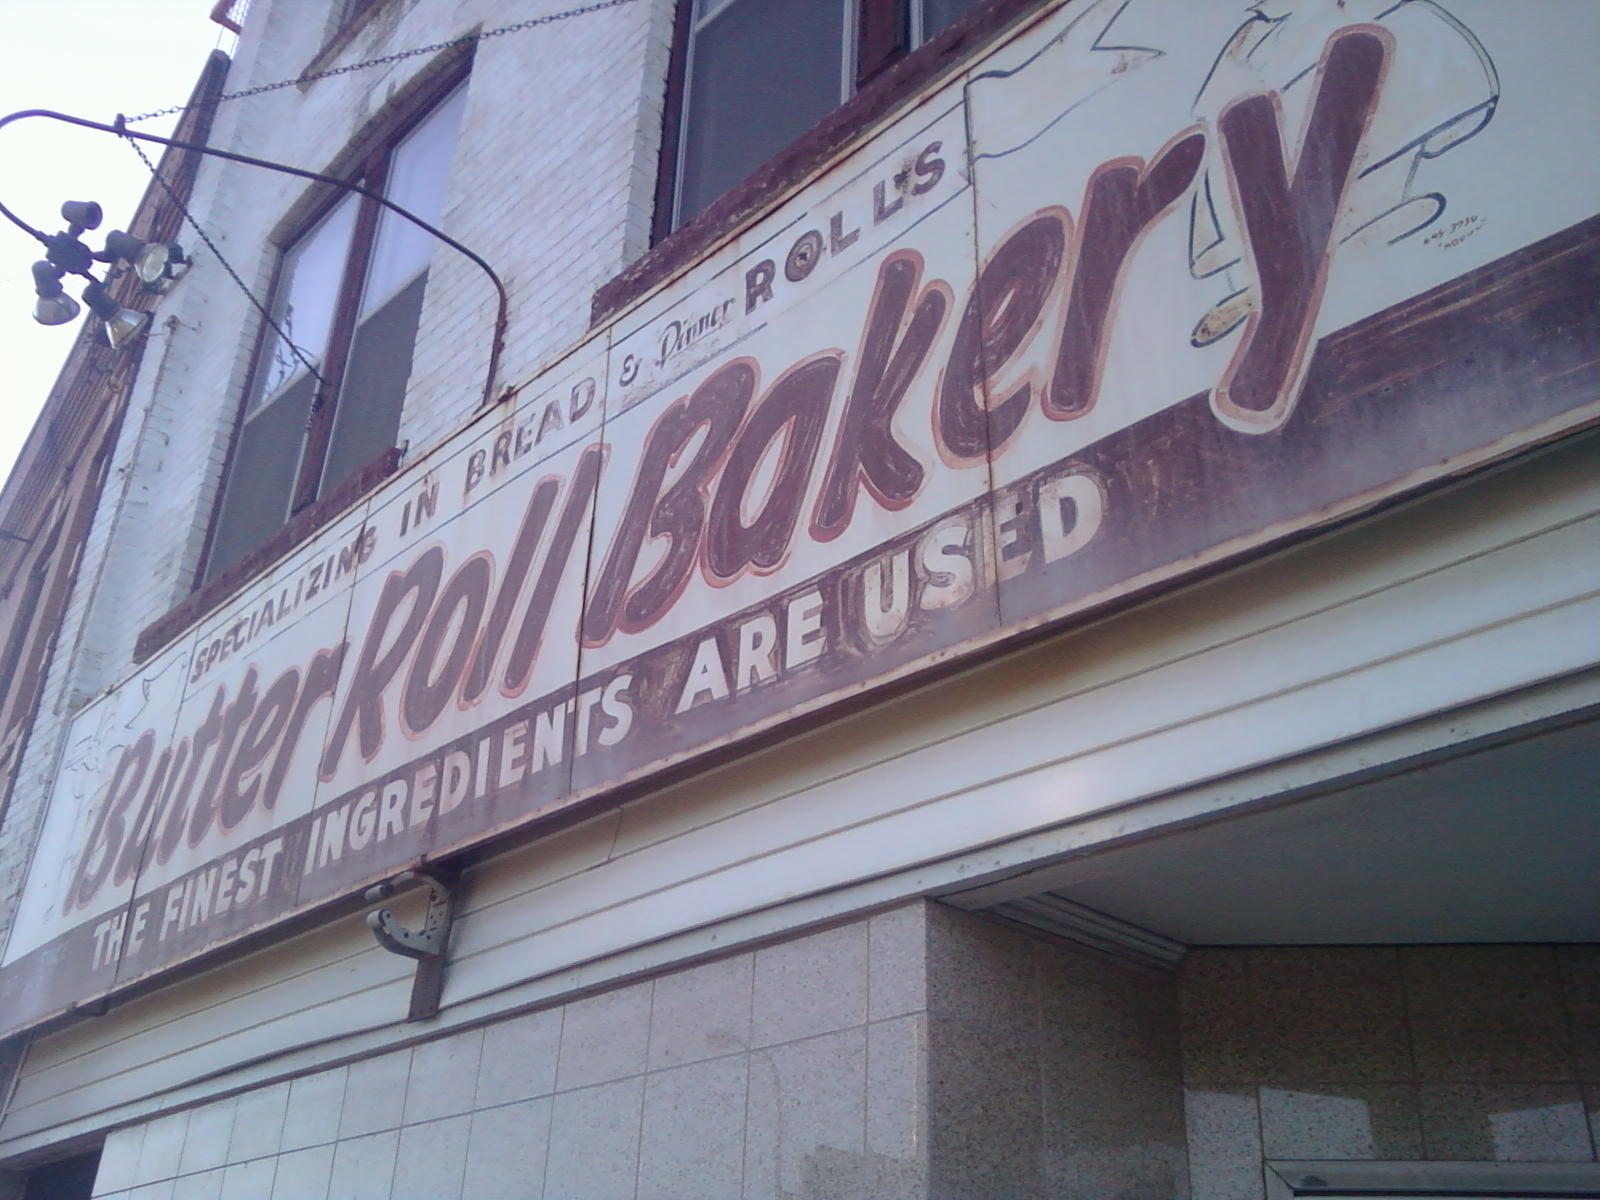 SPECIALIZING IN BREAD & Dinner ROLLS
Butter Roll Bakery
THE FINEST INGREDIENTS ARE USED